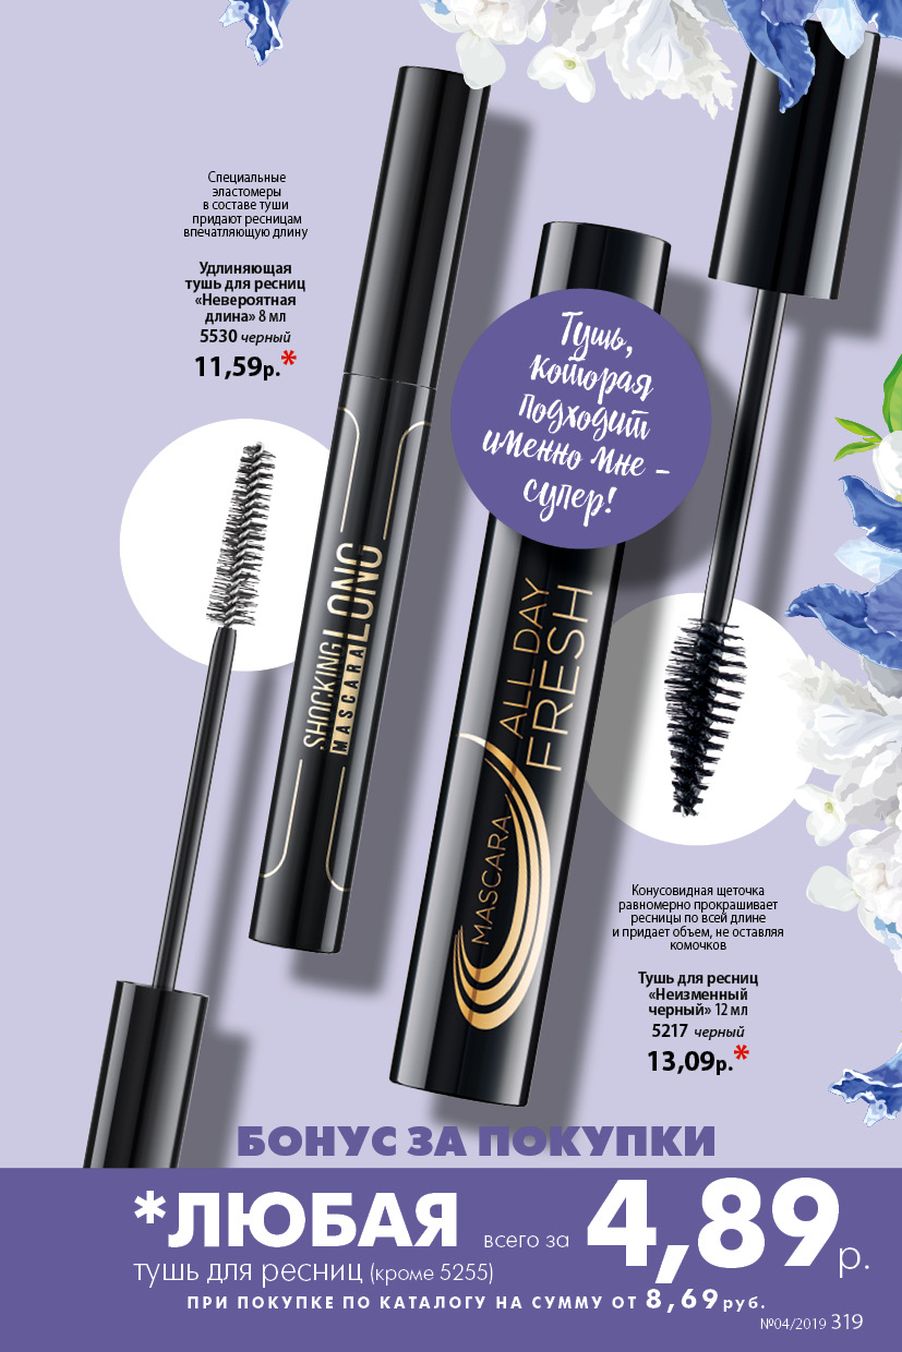 Специальные
эластомеры
в составе туши
придают ресницам
впечатляющую длину
Удлиняющая
тушь для ресниц
«Невероятная
длина» 8 мл
5530 черный
11,59р.*
Тушь,
которая
подходит
именно мне –
супер!
SHOCKING
LONG
MASCARA
ALL DAY
FRESH
MASCARA
Конусовидная щеточка
равномерно прокрашивает
ресницы по всей длине
и придает объем, не оставляя
комочков
Тушь для ресниц
«Неизменный
черный» 12 мл
5217 черный
13,09р.*
БОНУС ЗА ПОКУПКИ
*ЛЮБАЯ всего за 4,89 р.
тушь для ресниц (кроме 5255)
ПРИ ПОКУПКЕ ПО КАТАЛОГУ НА СУММУ ОТ 8,69 руб.
№04/2019 319